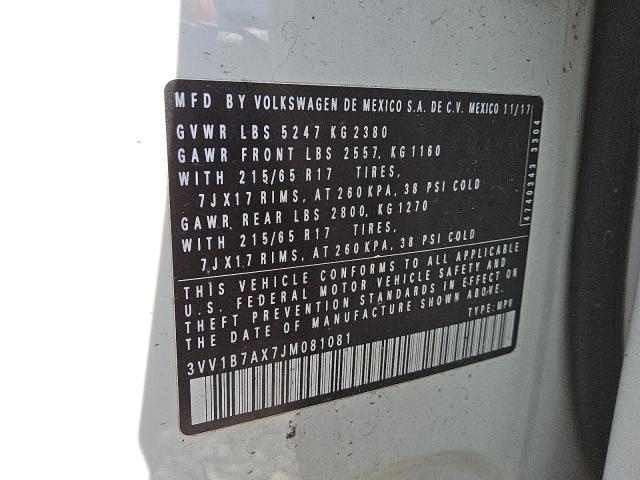 MFD BY VOLKSWAGEN DE MEXICO S.A. DE C.V. MEXICO 11/17
GVWR LBS 5247 KG 2380
GAWR FRONT LBS 2557, KG 1160
WITH 215/65 R17 TIRES,
7JX17 RIMS, AT 260 KPA, 38 PSI COLD
GAWR REAR LBS 2800, KG 1270
WITH 215/65 R17 TIRES,
7JX17 RIMS, AT 260 KPA, 38 PSI COLD
4740343 3304
THIS VEHICLE CONFORMS TO ALL APPLICABLE
U.S. FEDERAL MOTOR VEHICLE SAFETY AND
THEFT PREVENTION STANDARDS IN EFFECT ON
THE DATE OF MANUFACTURE SHOWN ABOVE.
3VV1B7AX7JM081081 TYPE: MPV